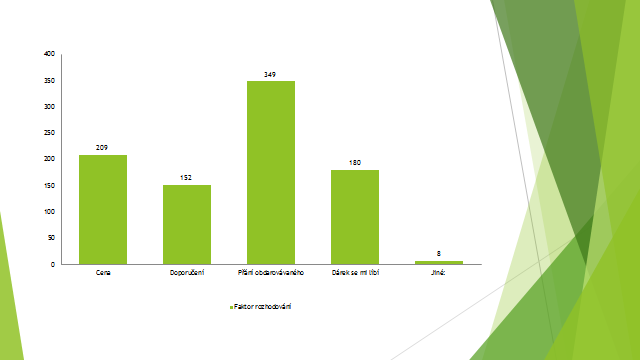 400
350
300
250
200
150
100
50
0
209
152
349
180
8
Cena
Doporučení
Přání obdarovávaného
Dárek se mi líbí
Jiné:
Faktor rozhodování